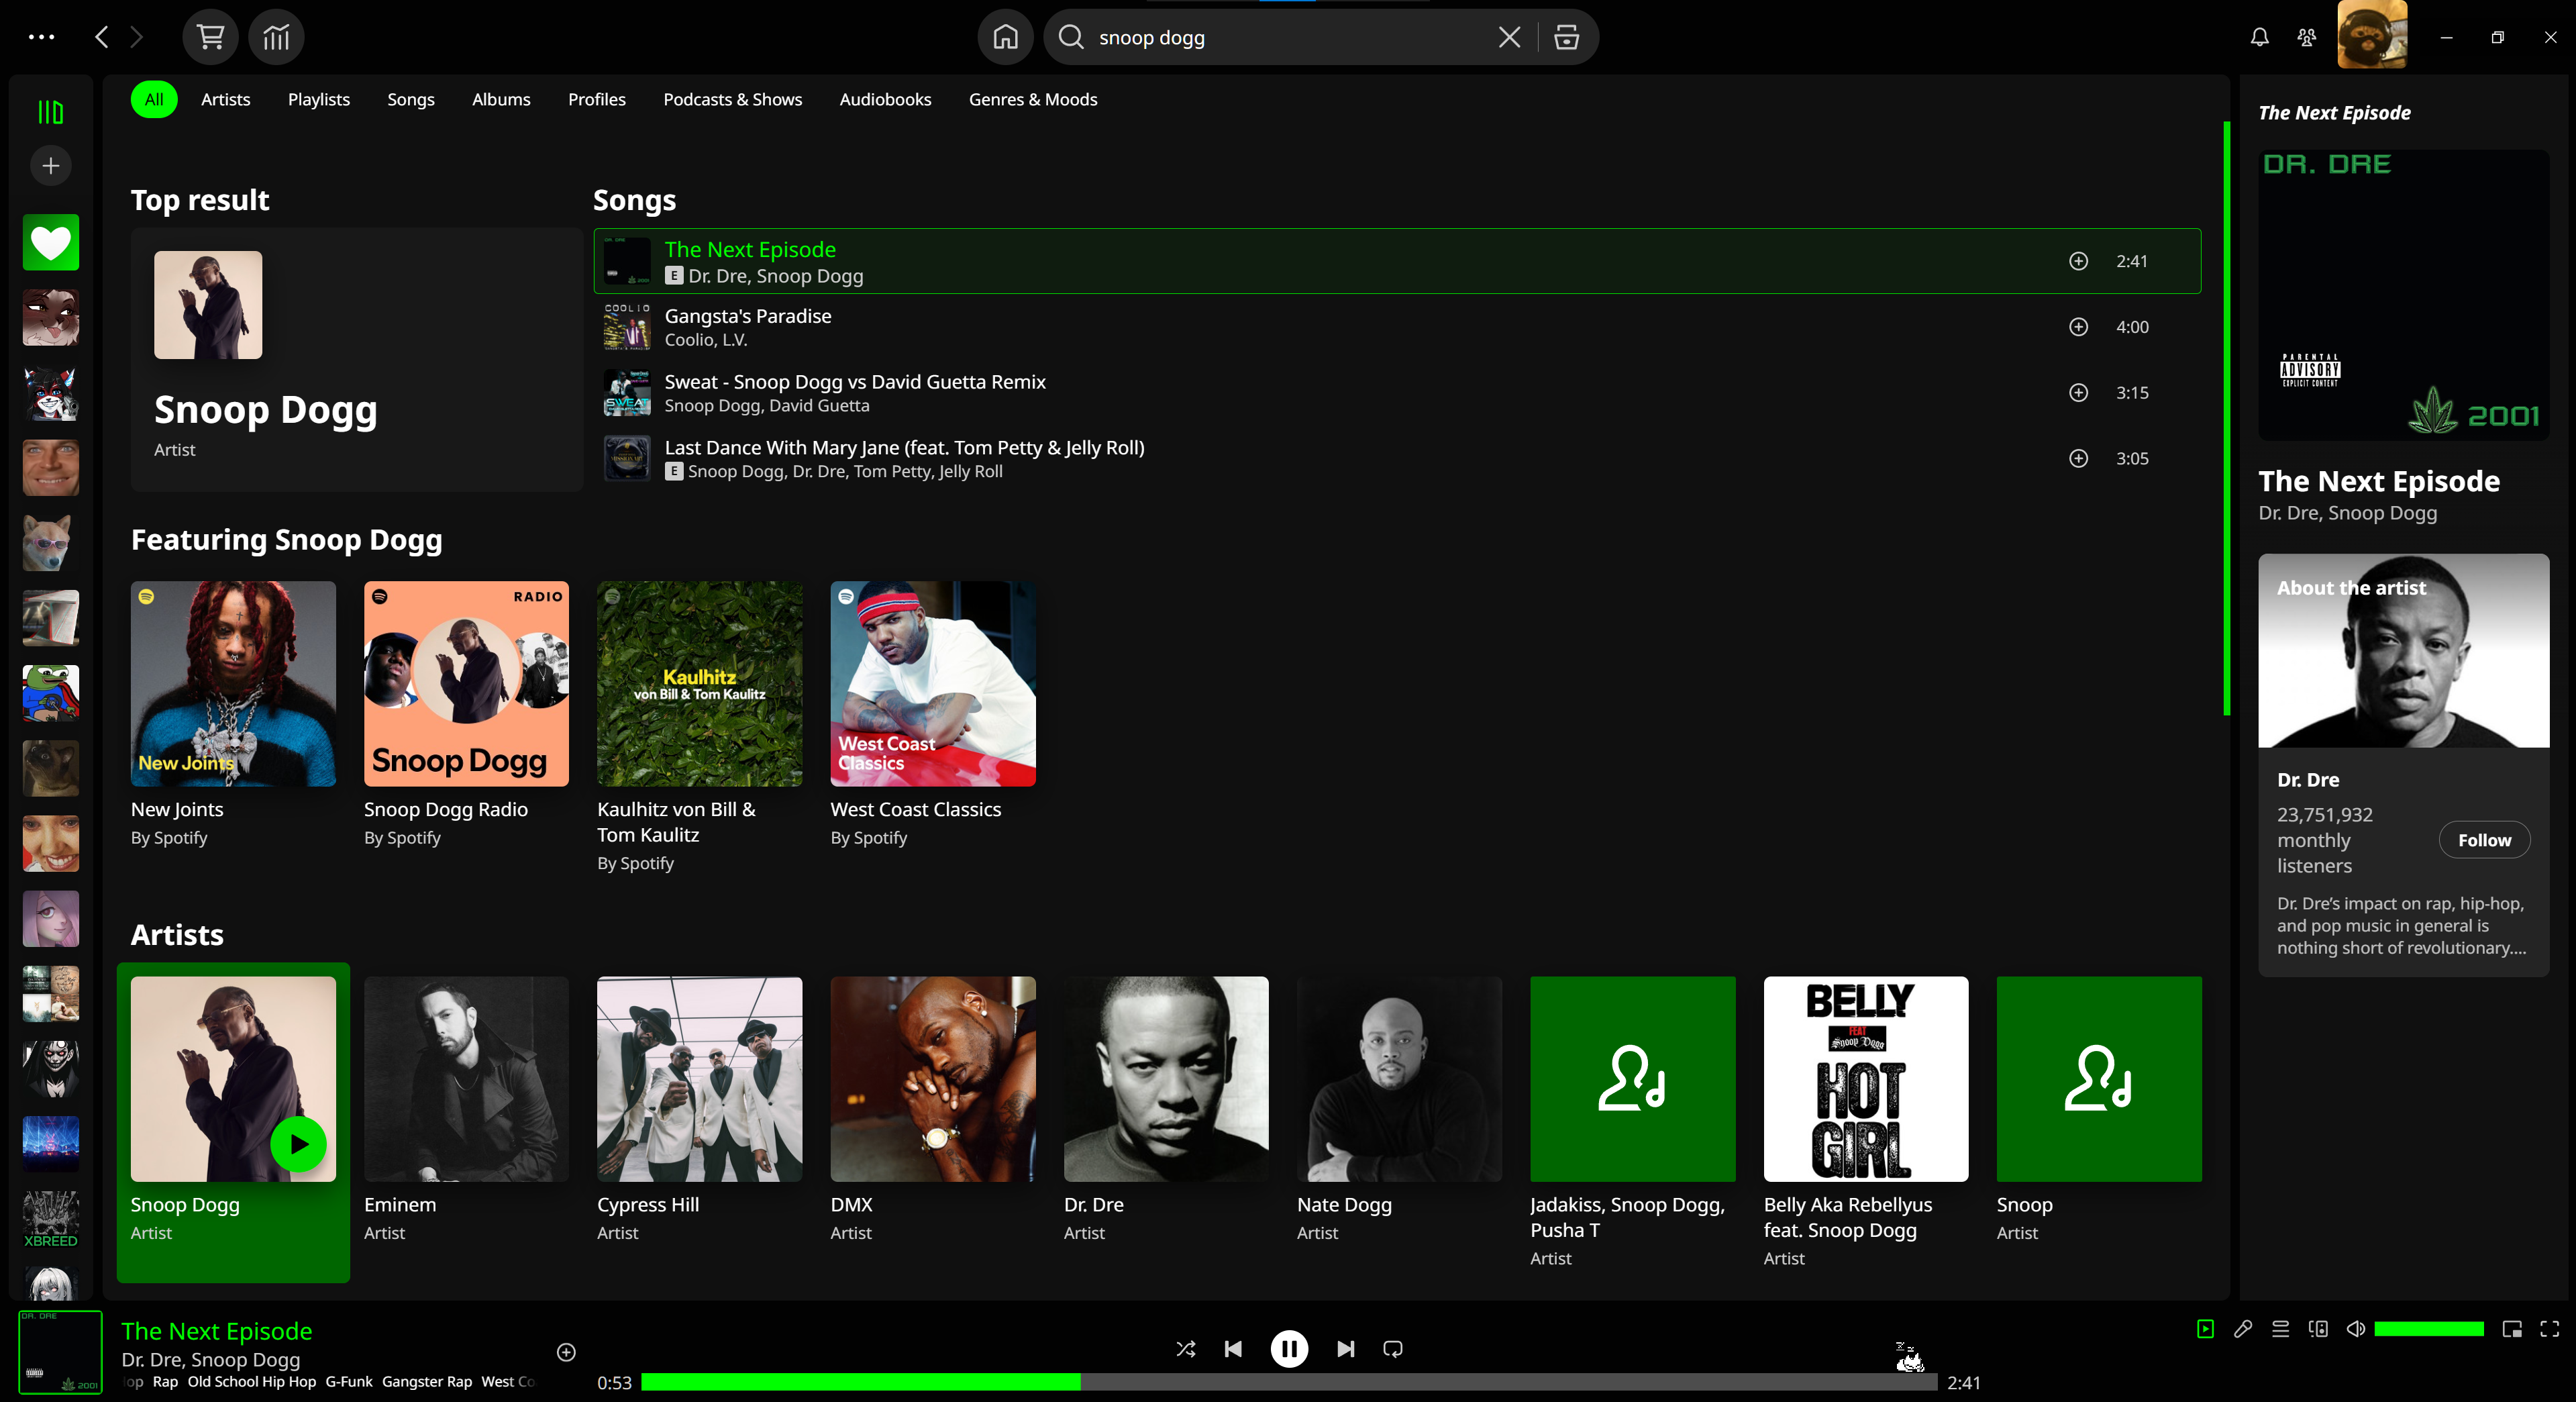 snoop dogg
All Artists Playlists Songs Albums Profiles Podcasts & Shows Audiobooks Genres & Moods
Top result
Snoop Dogg
Artist
Songs
The Next Episode
E Dr. Dre, Snoop Dogg
2:41
Gangsta's Paradise
Coolio, L.V.
4:00
Sweat - Snoop Dogg vs David Guetta Remix
Snoop Dogg, David Guetta
3:15
Last Dance With Mary Jane (feat. Tom Petty & Jelly Roll)
E Snoop Dogg, Dr. Dre, Tom Petty, Jelly Roll
3:05
COOLIO
SWEAT
Featuring Snoop Dogg
New Joints
New Joints
By Spotify
RADIO
Snoop Dogg
Snoop Dogg Radio
By Spotify
Kaulhitz
von Bill & Tom Kaulitz
Kaulhitz von Bill &
Tom Kaulitz
By Spotify
West Coast
Classics
West Coast Classics
By Spotify
Artists
Snoop Dogg
Artist
Eminem
Artist
Cypress Hill
Artist
DMX
Artist
Dr. Dre
Artist
Nate Dogg
Artist
Jadakiss, Snoop Dogg,
Pusha T
Artist
BELLY
FEAT
Snoop Dogg
HOT
GIRL
Belly Aka Rebellyus
feat. Snoop Dogg
Artist
Snoop
Artist
XBREED
The Next Episode
DR. DRE
PARENTAL
ADVISORY
EXPLICIT CONTENT
2001
The Next Episode
Dr. Dre, Snoop Dogg
About the artist
Dr. Dre
23,751,932
monthly
listeners
Follow
Dr. Dre’s impact on rap, hip-hop,
and pop music in general is
nothing short of revolutionary....
DR. DRE
2001
The Next Episode
Dr. Dre, Snoop Dogg
Rap Old School Hip Hop G-Funk Gangster Rap West Co
0:53
2:41